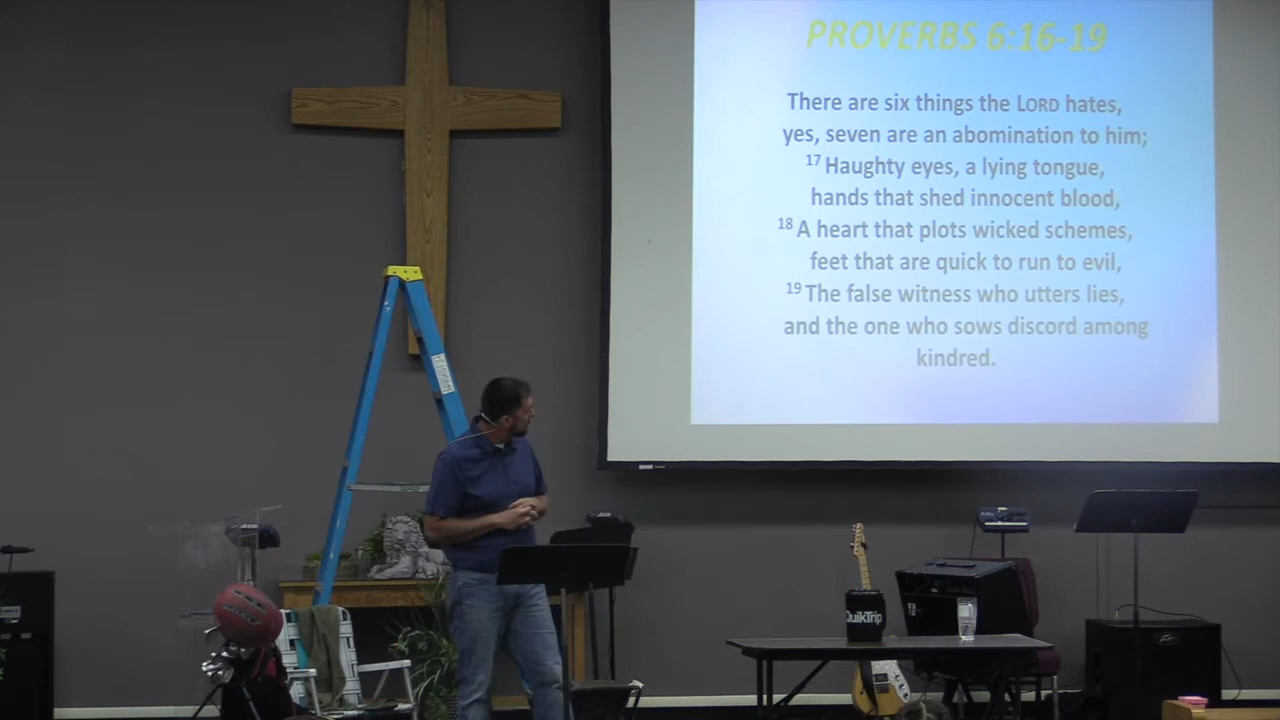 PROVERBS 6:16-19
There are six things the LORD hates,
yes, seven are an abomination to him;
17 Haughty eyes, a lying tongue,
hands that shed innocent blood,
18 A heart that plots wicked schemes,
feet that are quick to run to evil,
19 The false witness who utters lies,
and the one who sows discord among
kindred.
QuikTrip